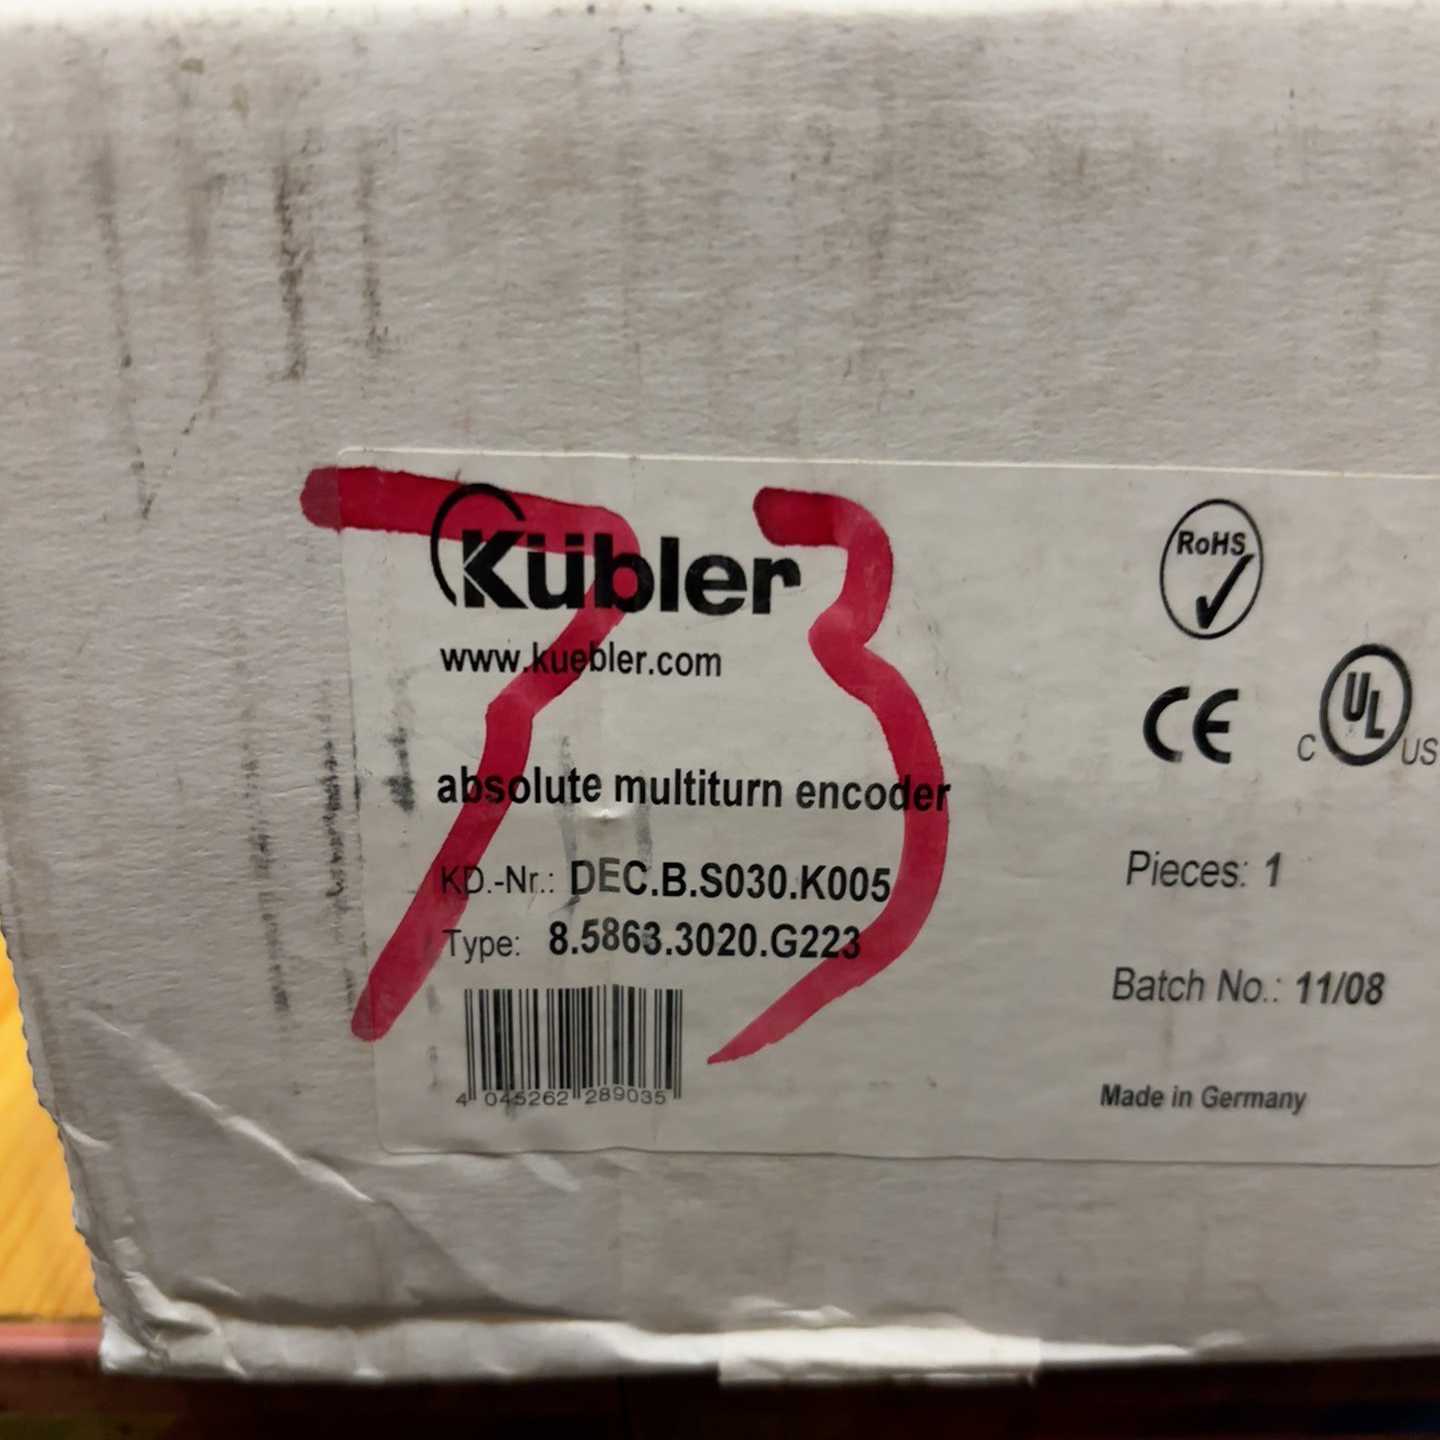 73
Kübler
www.kuebler.com
absolute multiturn encoder
KD.-Nr.: DEC.B.S030.K005
Type: 8.5863.3020.G223
4 045262 289035
RoHS
CE
C UL US
Pieces: 1
Batch No.: 11/08
Made in Germany